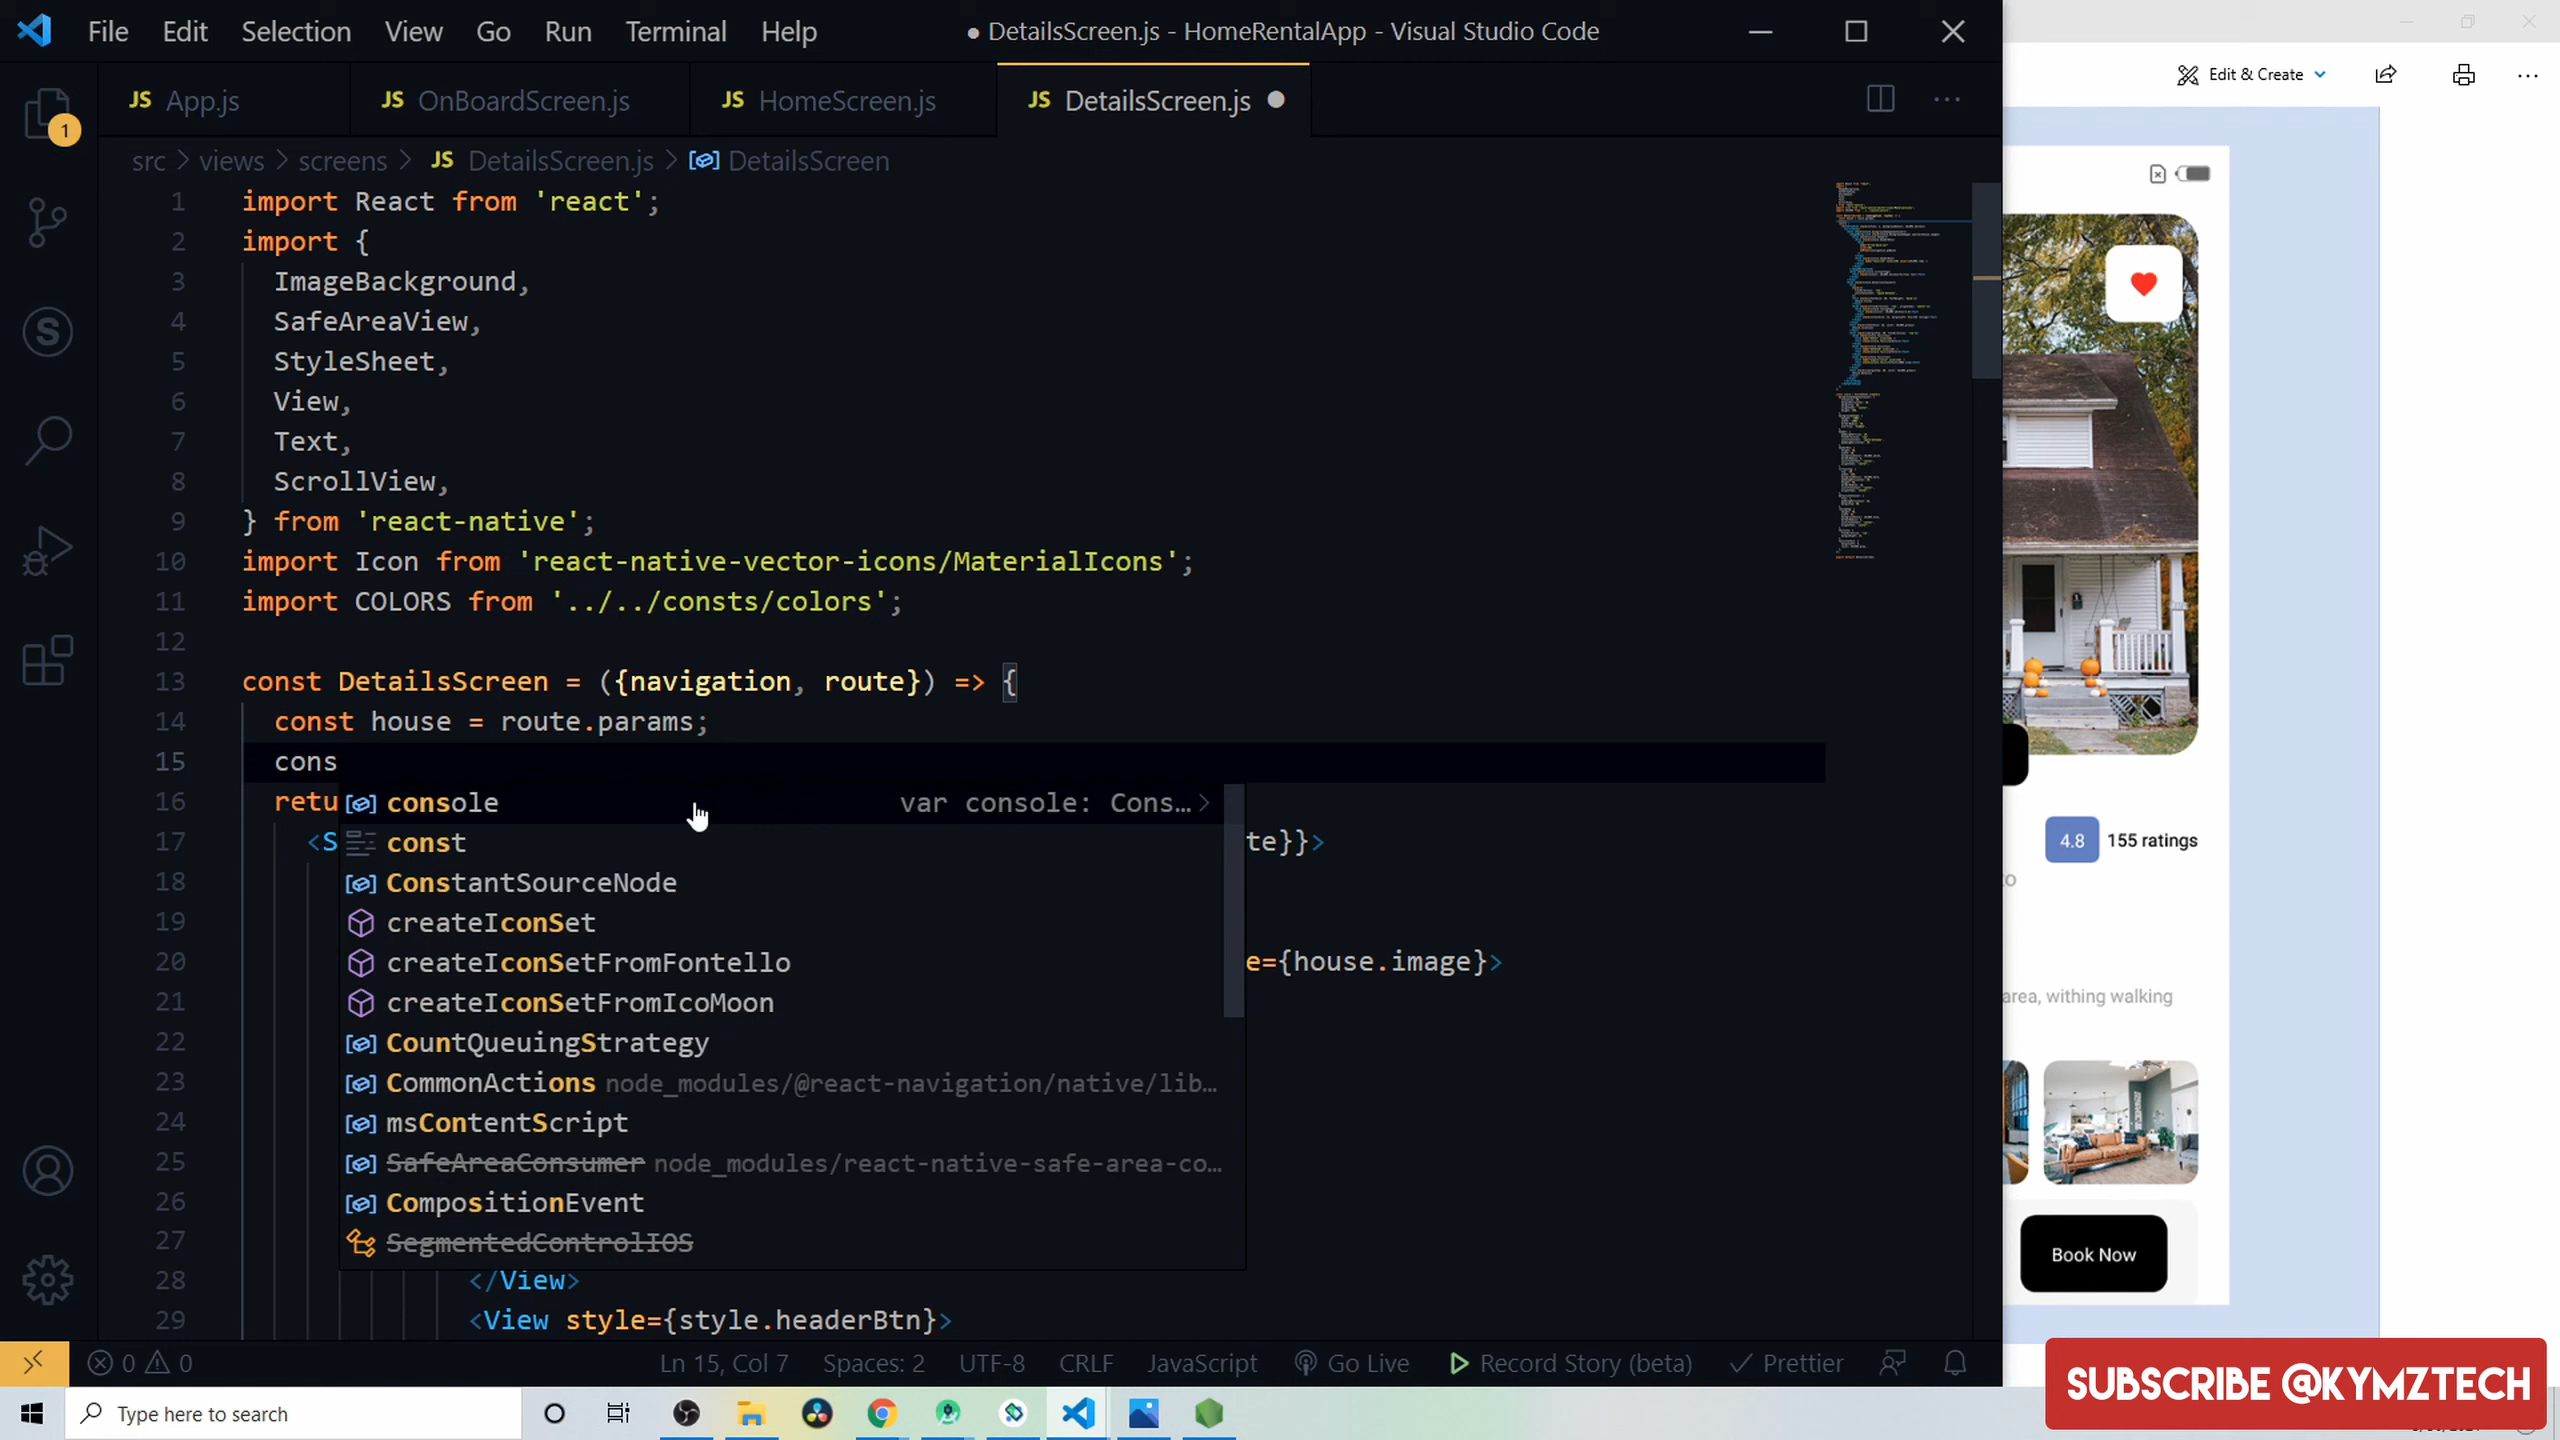 File Edit Selection View Go Run Terminal Help ● DetailsScreen.js - HomeRentalApp - Visual Studio Code
Edit & Create
JS App.js JS OnBoardScreen.js JS HomeScreen.js JS DetailsScreen.js ●
1
src > views > screens > JS DetailsScreen.js > DetailsScreen
1 import React from 'react';
2 import {
3 ImageBackground,
4 SafeAreaView,
5 StyleSheet,
6 View,
7 Text,
8 ScrollView,
9 } from 'react-native';
10 import Icon from 'react-native-vector-icons/MaterialIcons';
11 import COLORS from '../../consts/colors';
12
13 const DetailsScreen = ({navigation, route}) => {
14 const house = route.params;
15 cons
16 retu console var console: Cons… >
17 <S const te}}>
18 ConstantSourceNode
19 createIconSet
20 createIconSetFromFontello e={house.image}>
21 createIconSetFromIcoMoon
22 CountQueuingStrategy
23 CommonActions node_modules/@react-navigation/native/lib…
24 msContentScript
25 SafeAreaConsumer node_modules/react-native-safe-area-co…
26 CompositionEvent
27 SegmentedControlIOS
28 </View>
29 <View style={style.headerBtn}>
4.8 155 ratings
to
area, withing walking
Book Now
0 0 Ln 15, Col 7 Spaces: 2 UTF-8 CRLF JavaScript Go Live Record Story (beta) Prettier
Type here to search
SUBSCRIBE @KYMZTECH